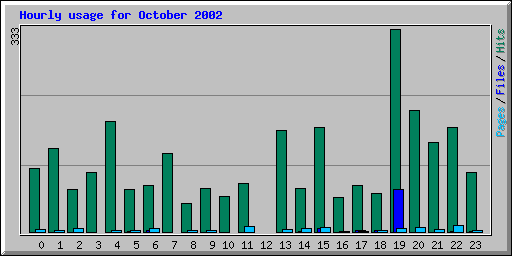 Hourly usage for October 2002
333
Pages / Files / Hits
0 1 2 3 4 5 6 7 8 9 10 11 12 13 14 15 16 17 18 19 20 21 22 23